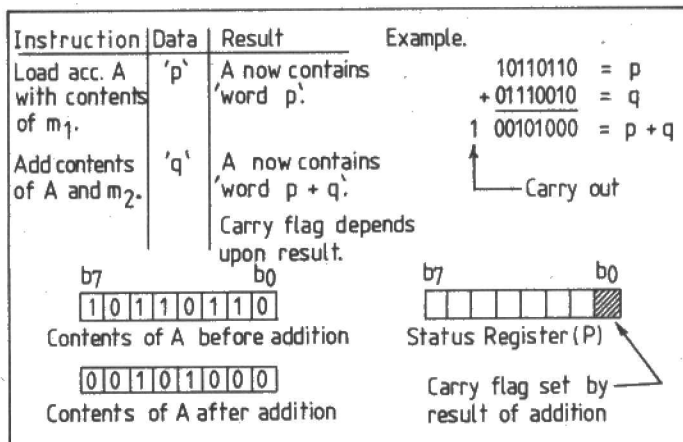 Instruction Data Result
Load acc. A 'p' A now contains
with contents 'word p'.
of m1.
Add contents 'q' A now contains
of A and m2. 'word p + q'.
Carry flag depends
upon result.
Example.
10110110 = p
+ 01110010 = q
1 00101000 = p + q
Carry out
b7 b0
1 0 1 1 0 1 1 0
Contents of A before addition
0 0 1 0 1 0 0 0
Contents of A after addition
b7 b0
Status Register (P)
Carry flag set by
result of addition